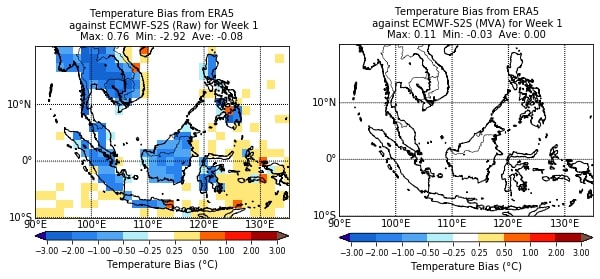 Temperature Bias from ERA5
against ECMWF-S2S (Raw) for Week 1
Max: 0.76 Min: -2.92 Ave: -0.08
10°N
0°
10°S
90°E 100°E 110°E 120°E 130°E
−3.00 −2.00 −1.00 −0.50 −0.25 0.25 0.50 1.00 2.00 3.00
Temperature Bias (°C)
Temperature Bias from ERA5
against ECMWF-S2S (MVA) for Week 1
Max: 0.11 Min: -0.03 Ave: 0.00
10°N
0°
10°S
90°E 100°E 110°E 120°E 130°E
−3.00 −2.00 −1.00 −0.50 −0.25 0.25 0.50 1.00 2.00 3.00
Temperature Bias (°C)